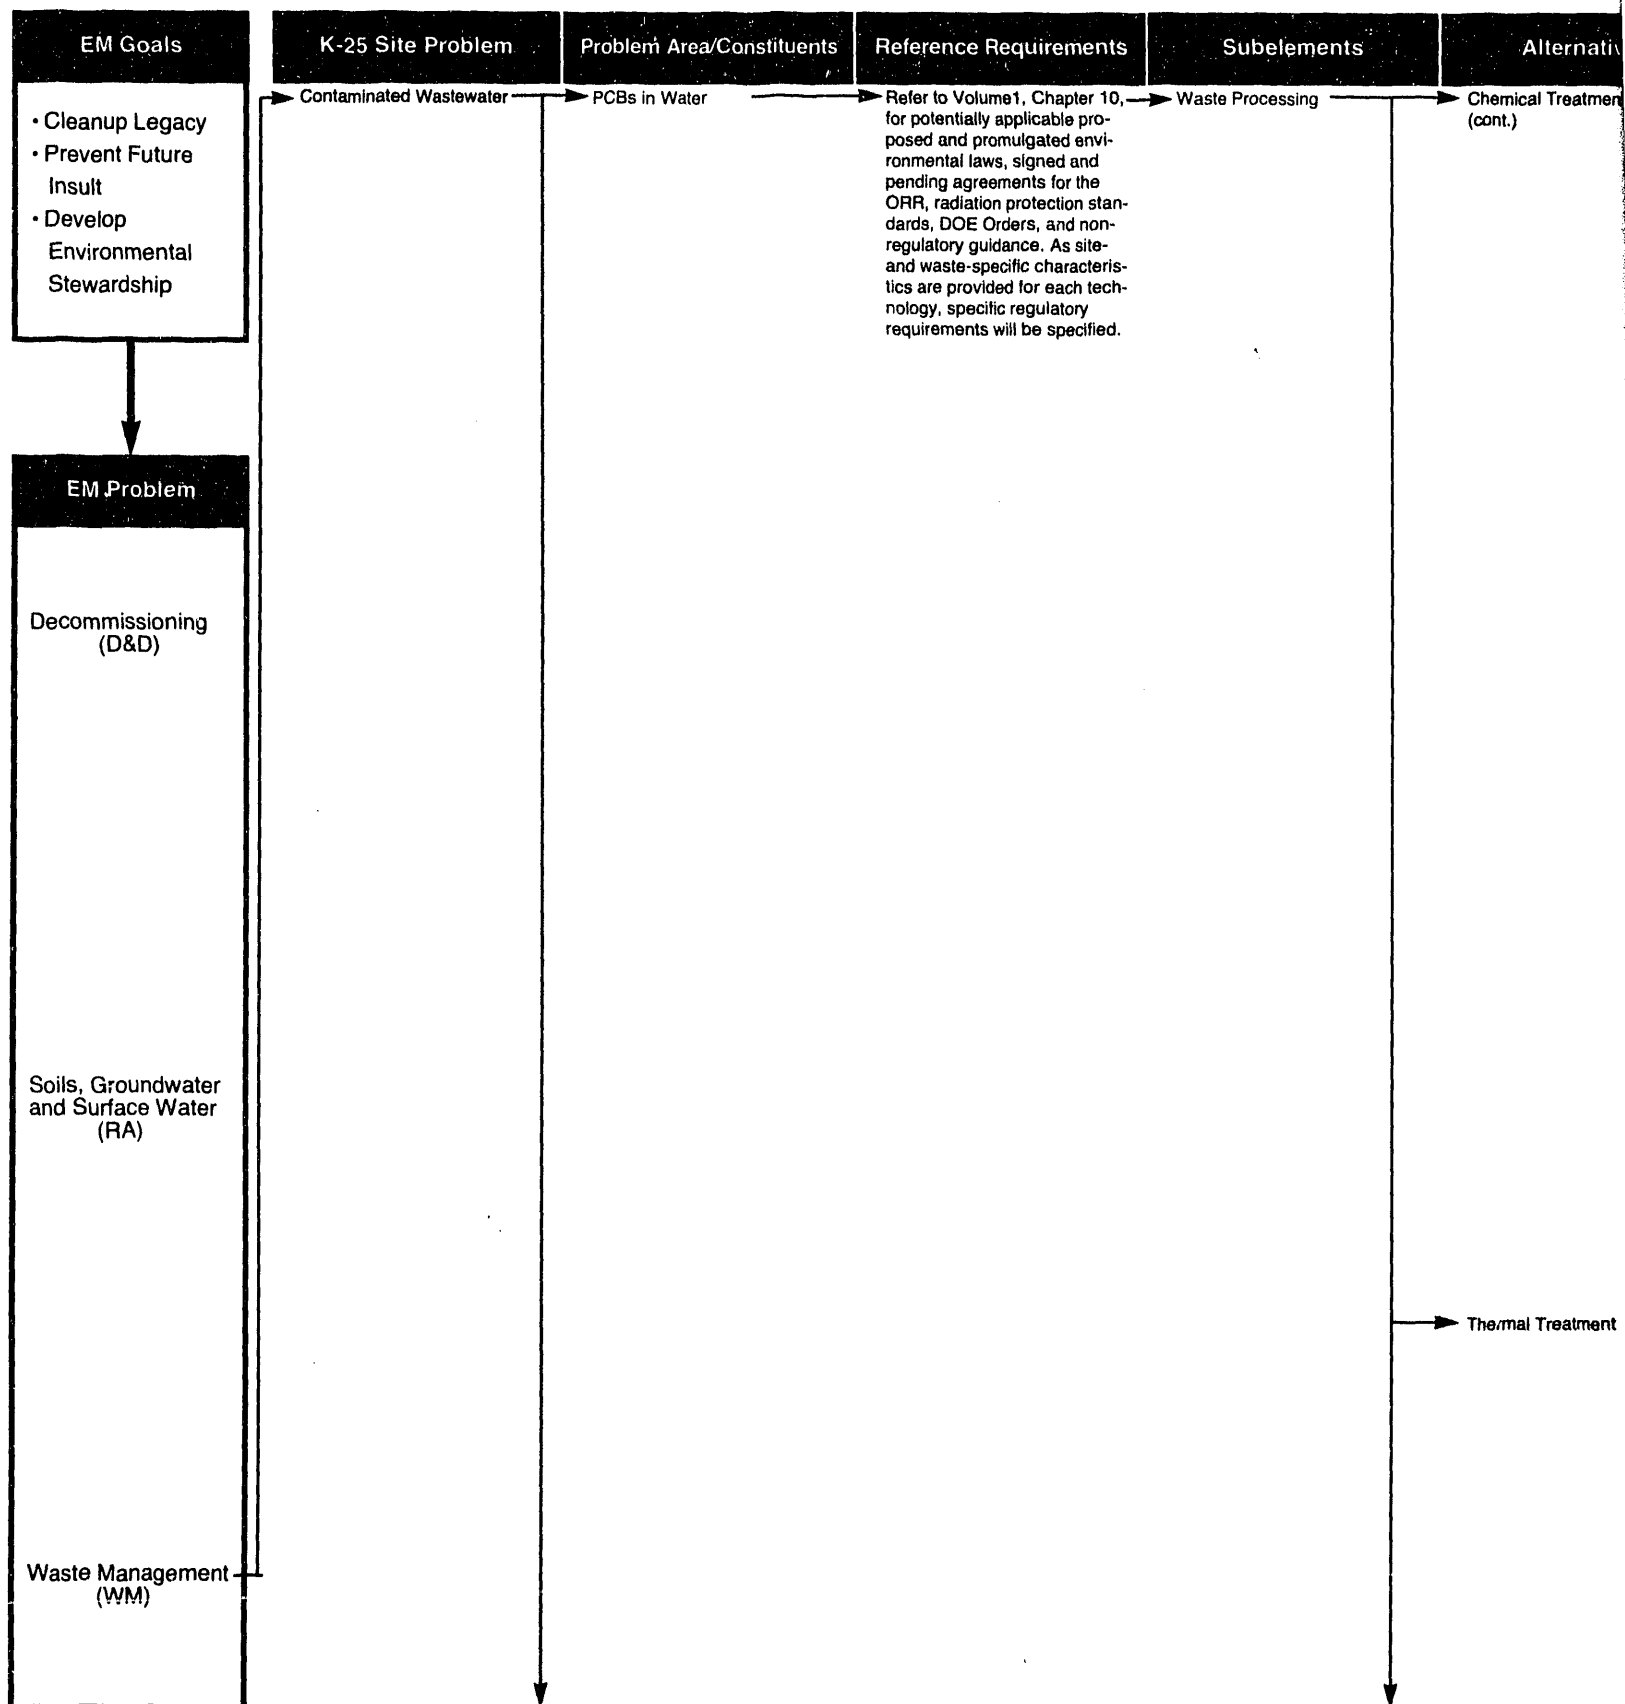 EM Goals
• Cleanup Legacy
• Prevent Future
Insult
• Develop
Environmental
Stewardship
EM Problem
Decommissioning
(D&D)
Soils, Groundwater
and Surface Water
(RA)
Waste Management
(WM)
K-25 Site Problem
Contaminated Wastewater
Problem Area/Constituents
PCBs in Water
Reference Requirements
Refer to Volume1, Chapter 10,
for potentially applicable pro-
posed and promulgated envi-
ronmental laws, signed and
pending agreements for the
ORR, radiation protection stan-
dards, DOE Orders, and non-
regulatory guidance. As site-
and waste-specific characteris-
tics are provided for each tech-
nology, specific regulatory
requirements will be specified.
Subelements
Waste Processing
Alternativ
Chemical Treatmen
(cont.)
Thermal Treatment